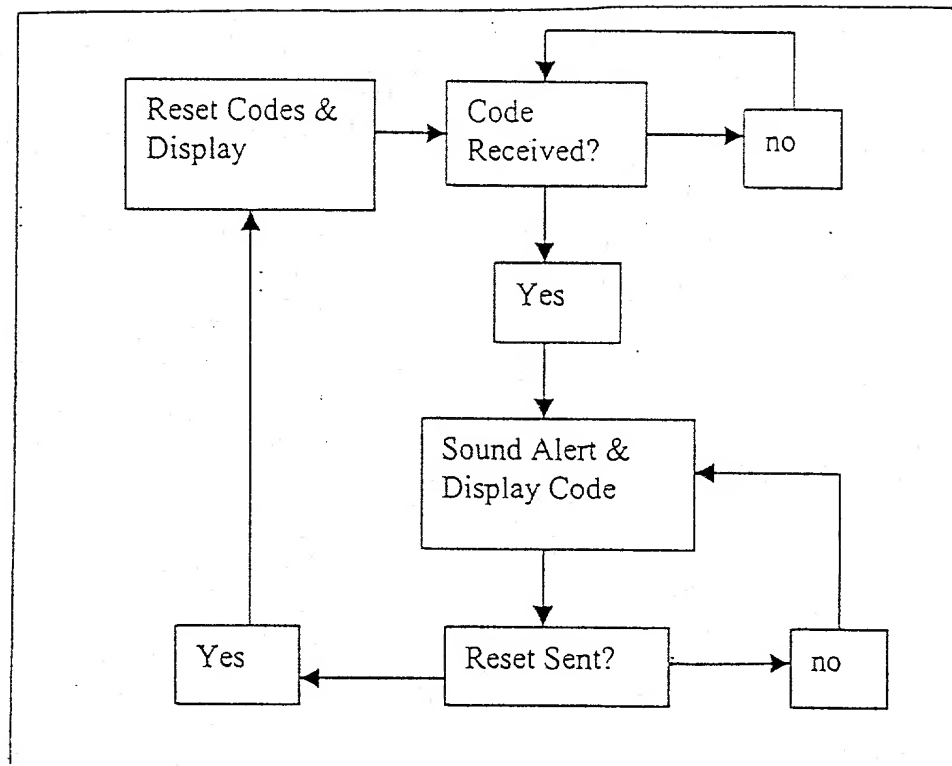 Reset Codes &
Display
Code
Received?
no
Yes
Sound Alert &
Display Code
Yes
Reset Sent?
no